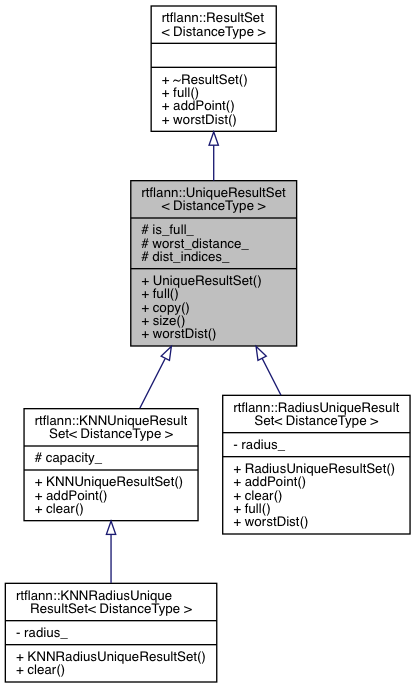 rtflann::ResultSet
< DistanceType >
+ ~ResultSet()
+ full()
+ addPoint()
+ worstDist()
rtflann::UniqueResultSet
< DistanceType >
# is_full_
# worst_distance_
# dist_indices_
+ UniqueResultSet()
+ full()
+ copy()
+ size()
+ worstDist()
rtflann::KNNUniqueResult
Set< DistanceType >
# capacity_
+ KNNUniqueResultSet()
+ addPoint()
+ clear()
rtflann::RadiusUniqueResult
Set< DistanceType >
- radius_
+ RadiusUniqueResultSet()
+ addPoint()
+ clear()
+ full()
+ worstDist()
rtflann::KNNRadiusUnique
ResultSet< DistanceType >
- radius_
+ KNNRadiusUniqueResultSet()
+ clear()